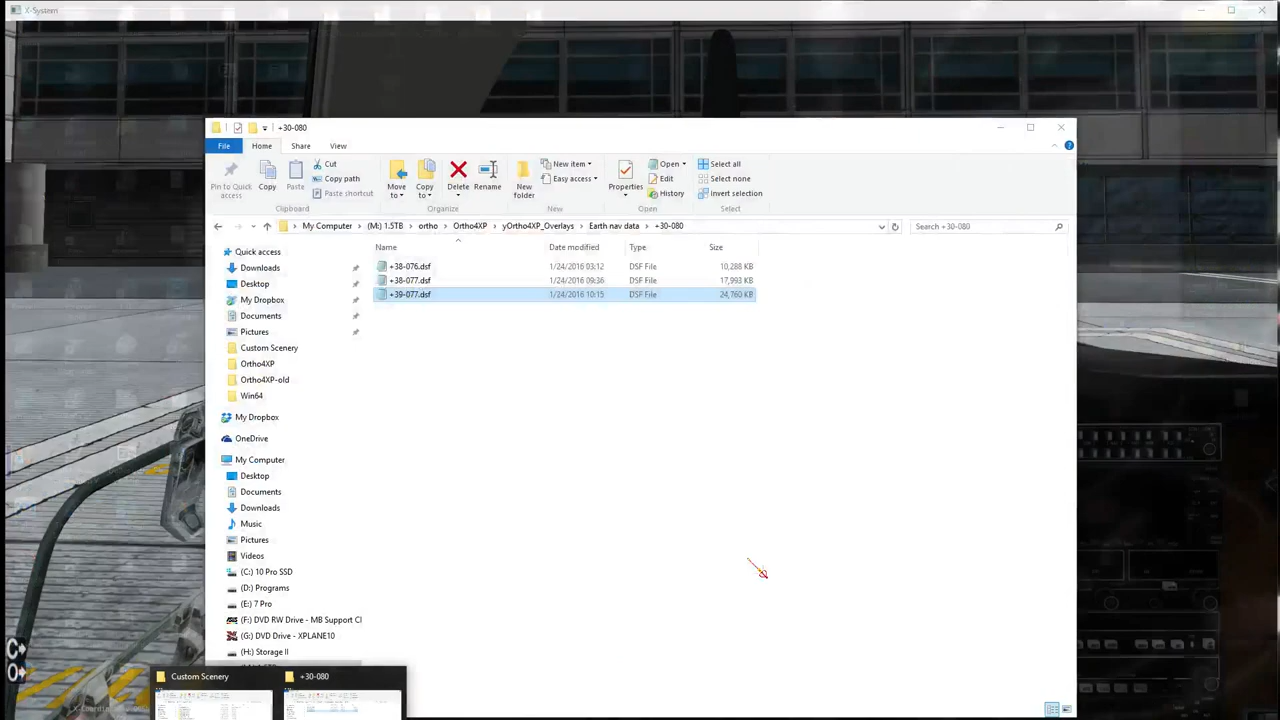 X-System
+30-080
File Home Share View
Pin to Quick access
Copy
Paste
Cut
Copy path
Paste shortcut
Clipboard
Move to
Copy to
Delete
Rename
Organize
New folder
New item
Easy access
New
Properties
Open
Edit
History
Open
Select all
Select none
Invert selection
Select
My Computer > (M:) 1.5TB > ortho > Ortho4XP > yOrtho4XP_Overlays > Earth nav data > +30-080
Search +30-080
Name Date modified Type Size
+38-076.dsf 1/24/2016 03:12 DSF File 10,288 KB
+38-077.dsf 1/24/2016 09:36 DSF File 17,993 KB
+39-077.dsf 1/24/2016 10:15 DSF File 24,760 KB
Quick access
Downloads
Desktop
My Dropbox
Documents
Pictures
Custom Scenery
Ortho4XP
Ortho4XP-old
Win64
My Dropbox
OneDrive
My Computer
Desktop
Documents
Downloads
Music
Pictures
Videos
(C:) 10 Pro SSD
(D:) Programs
(E:) 7 Pro
(F:) DVD RW Drive - MB Support CI
(G:) DVD Drive - XPLANE10
(H:) Storage II
Custom Scenery
+30-080